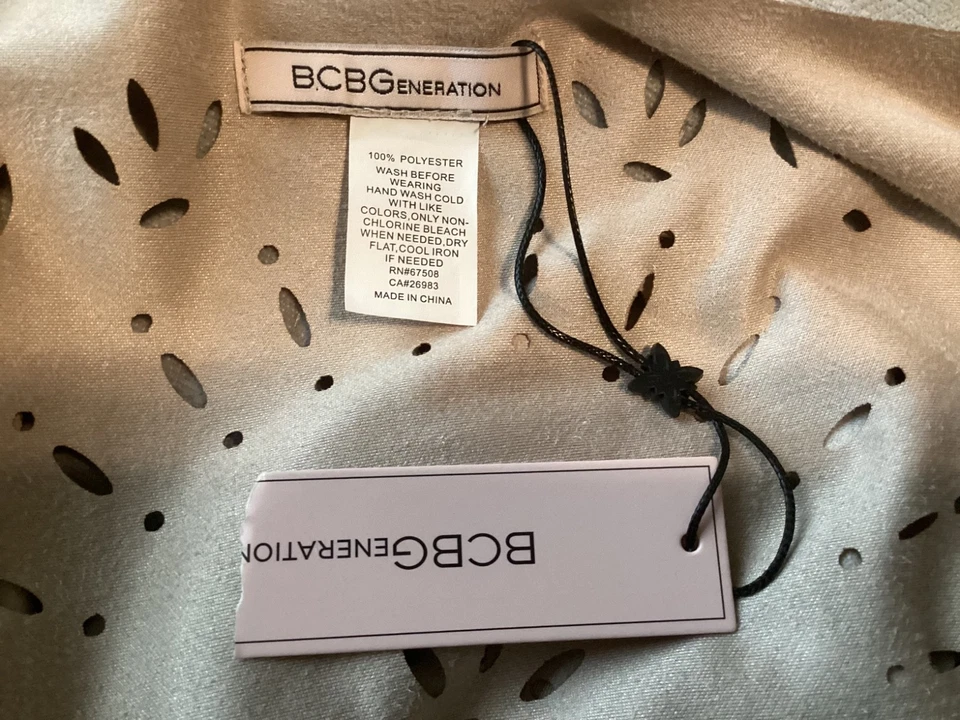 BCBGENERATION
100% POLYESTER
WASH BEFORE
WEARING
HAND WASH COLD
WITH LIKE
COLORS,ONLY NON-
CHLORINE BLEACH
WHEN NEEDED,DRY
FLAT,COOL IRON
IF NEEDED
RN#67508
CA#26983
MADE IN CHINA
BCBGENERATION